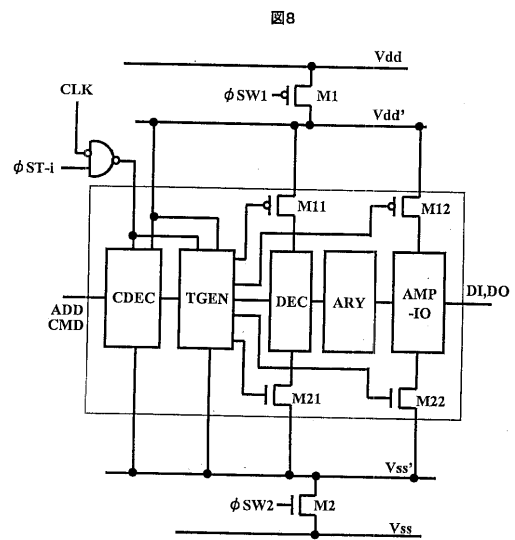 図8
Vdd
φSW1
M1
CLK
Vdd'
φST-i
M11
M12
CDEC
TGEN
DEC
ARY
AMP
-IO
DI,DO
ADD
CMD
M21
M22
Vss'
φSW2
M2
Vss